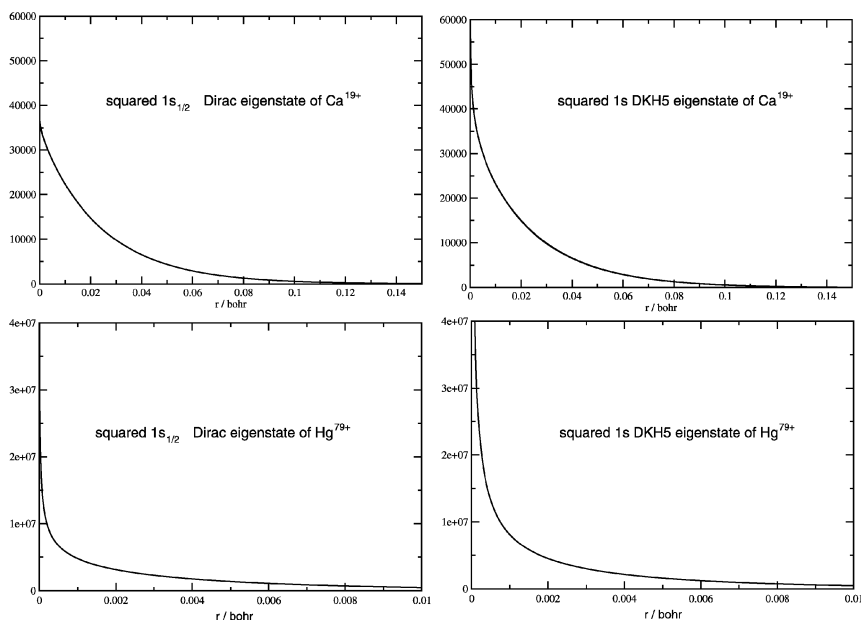 60000
50000
40000
30000
20000
10000
0
squared 1s1/2 Dirac eigenstate of Ca19+
0 0.02 0.04 0.06 0.08 0.1 0.12 0.14
r / bohr
60000
50000
40000
30000
20000
10000
0
squared 1s DKH5 eigenstate of Ca19+
0 0.02 0.04 0.06 0.08 0.1 0.12 0.14
r / bohr
4e+07
3e+07
2e+07
1e+07
0
squared 1s1/2 Dirac eigenstate of Hg79+
0 0.002 0.004 0.006 0.008 0.01
r / bohr
4e+07
3e+07
2e+07
1e+07
0
squared 1s DKH5 eigenstate of Hg79+
0 0.002 0.004 0.006 0.008 0.01
r / bohr